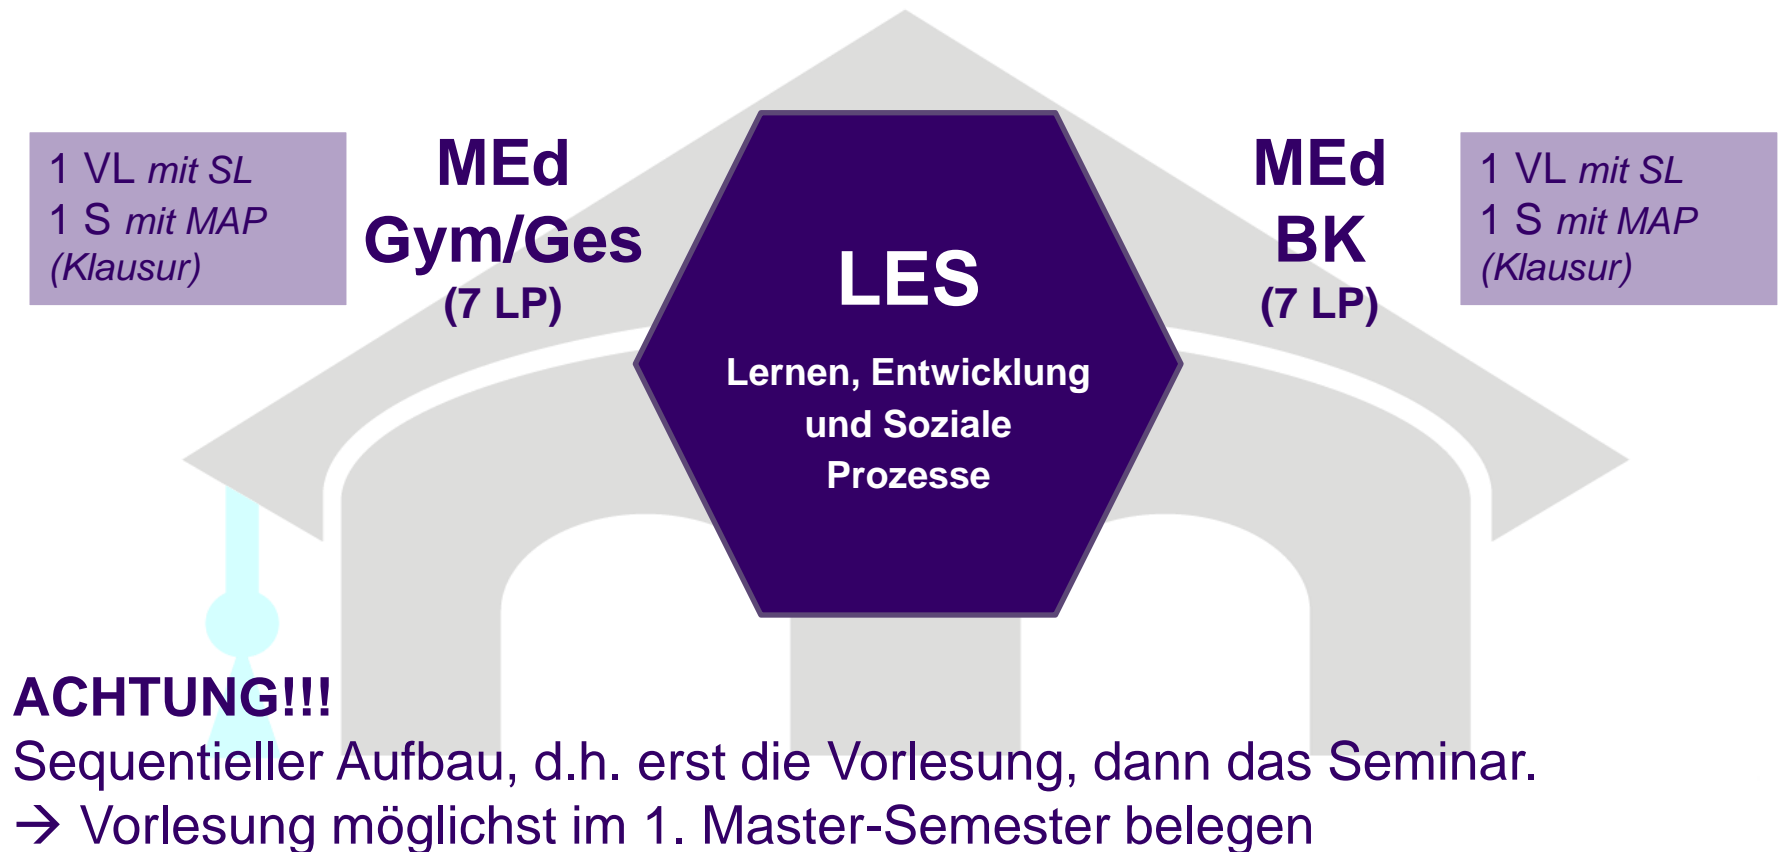 1 VL mit SL
1 S mit MAP
(Klausur)
MEd
Gym/Ges
(7 LP)
LES
Lernen, Entwicklung
und Soziale
Prozesse
MEd
BK
(7 LP)
1 VL mit SL
1 S mit MAP
(Klausur)
ACHTUNG!!!
Sequentieller Aufbau, d.h. erst die Vorlesung, dann das Seminar.
→ Vorlesung möglichst im 1. Master-Semester belegen